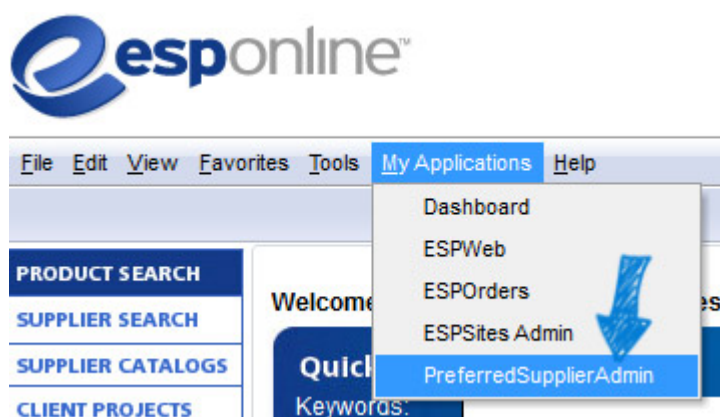 esponline™
File Edit View Favorites Tools My Applications Help
Dashboard
ESPWeb
ESPOrders
ESPSites Admin
PreferredSupplierAdmin
PRODUCT SEARCH
SUPPLIER SEARCH
SUPPLIER CATALOGS
CLIENT PROJECTS
Welcome
Quick
Keywords: